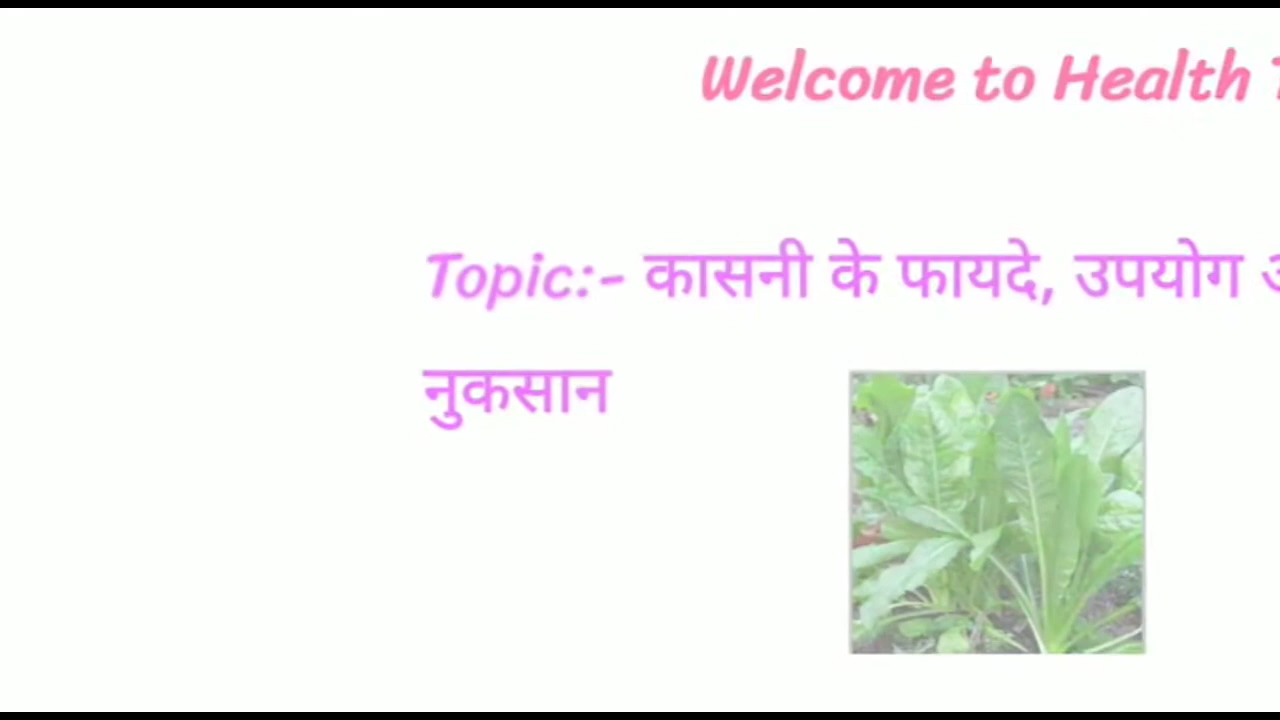 Welcome to Health
Topic:- कासनी के फायदे, उपयोग
नुकसान